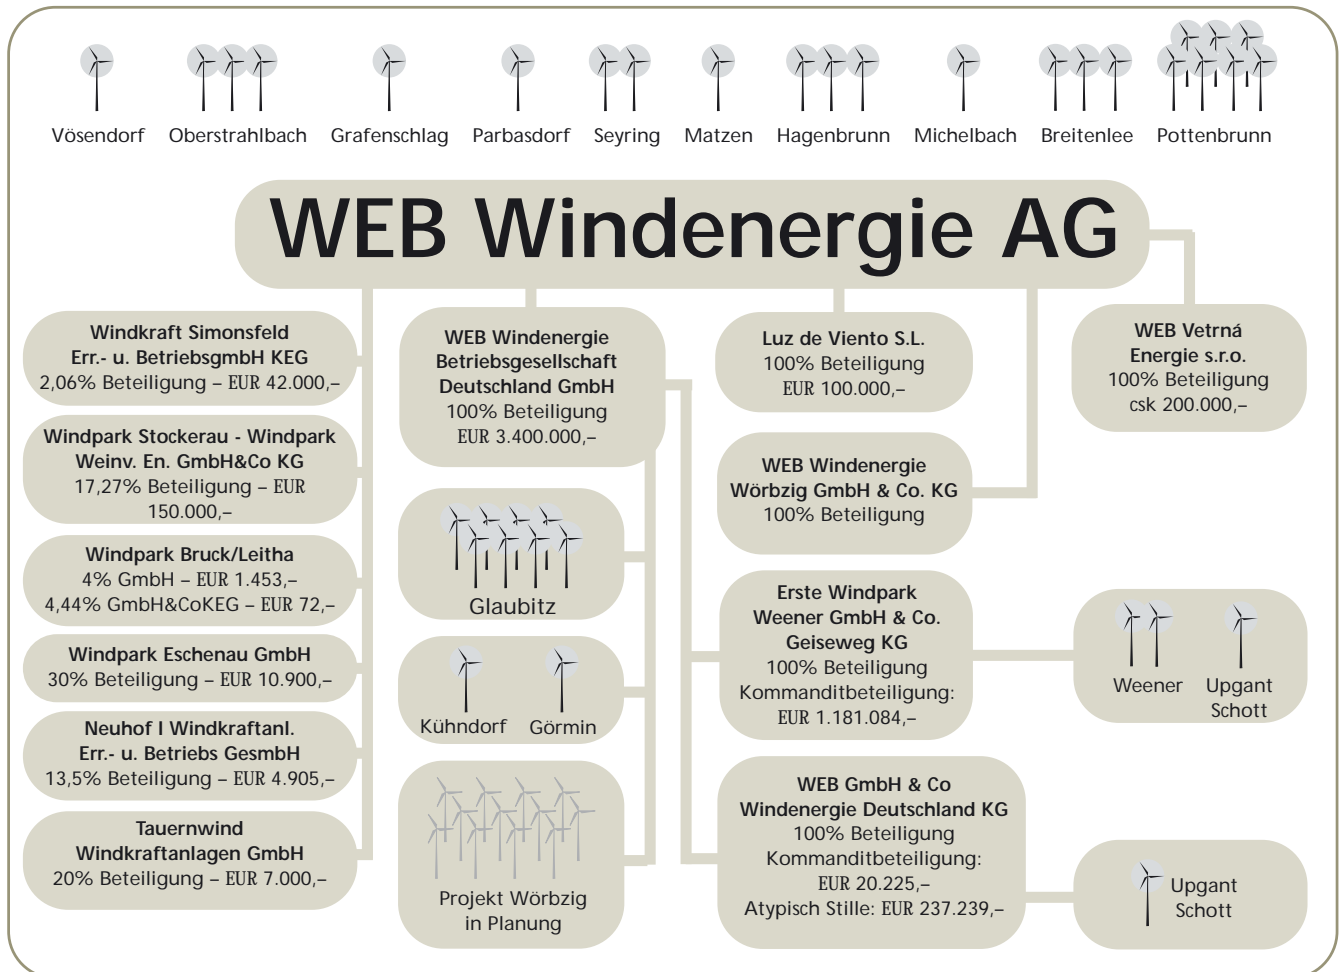 Vösendorf Oberstrahlbach Grafenschlag Parbasdorf Seyring Matzen Hagenbrunn Michelbach Breitenlee Pottenbrunn
WEB Windenergie AG
Windkraft Simonsfeld
Err.- u. BetriebsgmbH KEG
2,06% Beteiligung – EUR 42.000,–
Windpark Stockerau - Windpark
Weinv. En. GmbH&Co KG
17,27% Beteiligung – EUR
150.000,–
Windpark Bruck/Leitha
4% GmbH – EUR 1.453,–
4,44% GmbH&CoKEG – EUR 72,–
Windpark Eschenau GmbH
30% Beteiligung – EUR 10.900,–
Neuhof I Windkraftanl.
Err.- u. Betriebs GesmbH
13,5% Beteiligung – EUR 4.905,–
Tauernwind
Windkraftanlagen GmbH
20% Beteiligung – EUR 7.000,–
WEB Windenergie
Betriebsgesellschaft
Deutschland GmbH
100% Beteiligung
EUR 3.400.000,–
Glaubitz
Kühndorf Görmin
Projekt Wörbzig
in Planung
Luz de Viento S.L.
100% Beteiligung
EUR 100.000,–
WEB Windenergie
Wörbzig GmbH & Co. KG
100% Beteiligung
Erste Windpark
Weener GmbH & Co.
Geiseweg KG
100% Beteiligung
Kommanditbeteiligung:
EUR 1.181.084,–
WEB GmbH & Co
Windenergie Deutschland KG
100% Beteiligung
Kommanditbeteiligung:
EUR 20.225,–
Atypisch Stille: EUR 237.239,–
WEB Vetrná
Energie s.r.o.
100% Beteiligung
csk 200.000,–
Weener Upgant
Schott
Upgant
Schott